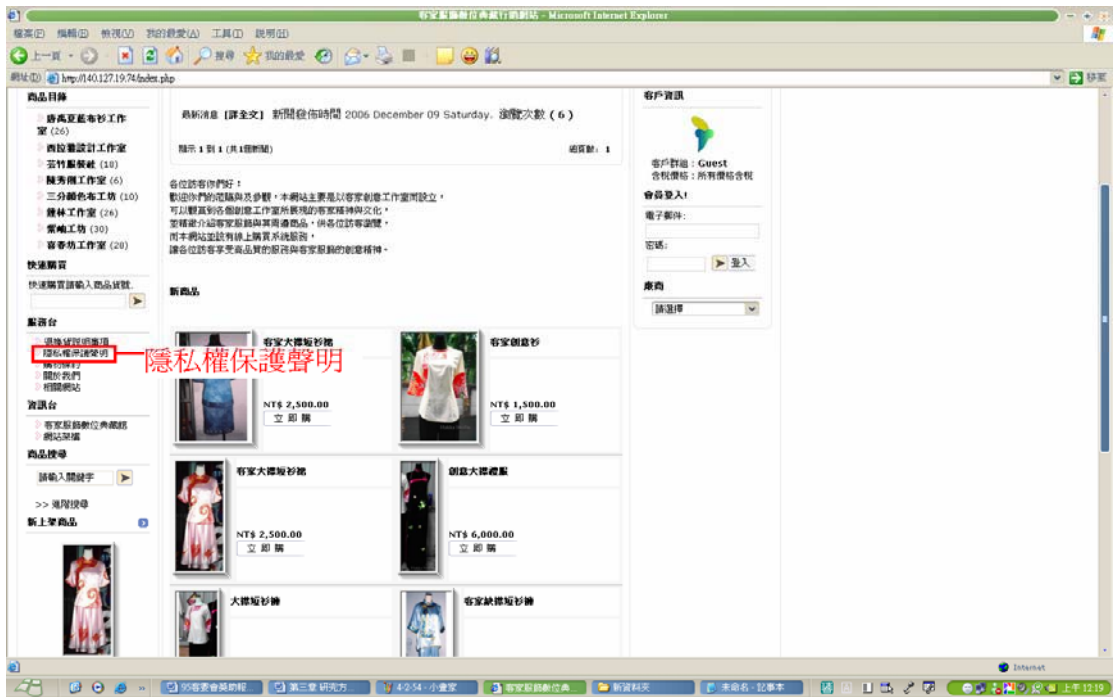 客家服飾數位典藏行銷網站 - Microsoft Internet Explorer
檔案(F) 編輯(E) 檢視(V) 我的最愛(A) 工具(T) 說明(H)
上一頁 搜尋 我的最愛
網址(D) http://140.127.19.74/index.php 移至
商品目錄
唐萵夏藍布衫工作室 (26)
西拉雅設計工作室
芸竹服裝社 (10)
陳秀剛工作室 (6)
三分顏色布工坊 (10)
鍾林工作室 (26)
紫岫工坊 (30)
喜香坊工作室 (20)
快速購買
快速購買請輸入商品貨號.
服務台
退換貨說明事項
隱私權保護聲明
關於我們
相關網站
資訊台
客家服飾數位典藏館
網站架構
商品搜尋
請輸入關鍵字
>> 進階搜尋
新上架商品
隱私權保護聲明
最新消息 [詳全文] 新聞發佈時間 2006 December 09 Saturday. 瀏覽次數 ( 6 )
顯示 1 到 1 (共1個新聞) 總頁數: 1
各位訪客你們好:
歡迎你們的蒞臨與及參觀,本網站主要是以客家創意工作室而設立,
可以觀賞到各個創意工作室所展現的客家精神與文化,
並精緻介紹客家服飾與其周邊商品,供各位訪客瀏覽,
而本網站並設有線上購買系統服務,
讓各位訪客享受高品質的服務與客家服飾的創意精神。
新商品
客家大襟短衫裙
NT$ 2,500.00
立 即 購
客家創意衫
NT$ 1,500.00
立 即 購
客家大襟短衫裙
NT$ 2,500.00
立 即 購
創意大襟禮服
NT$ 6,000.00
立 即 購
大襟短衫褲
客家缺襟短衫褲
客戶資訊
客戶群組 : Guest
含稅價格 : 所有價格含稅
會員登入!
電子郵件:
密碼:
登入
廠商
請選擇
Internet
95客委會獎助報... 第三章 研究方... 4-2-54 - 小畫家 客家服飾數位典... 新資料夾 未命名 - 記事本 上午 12:19